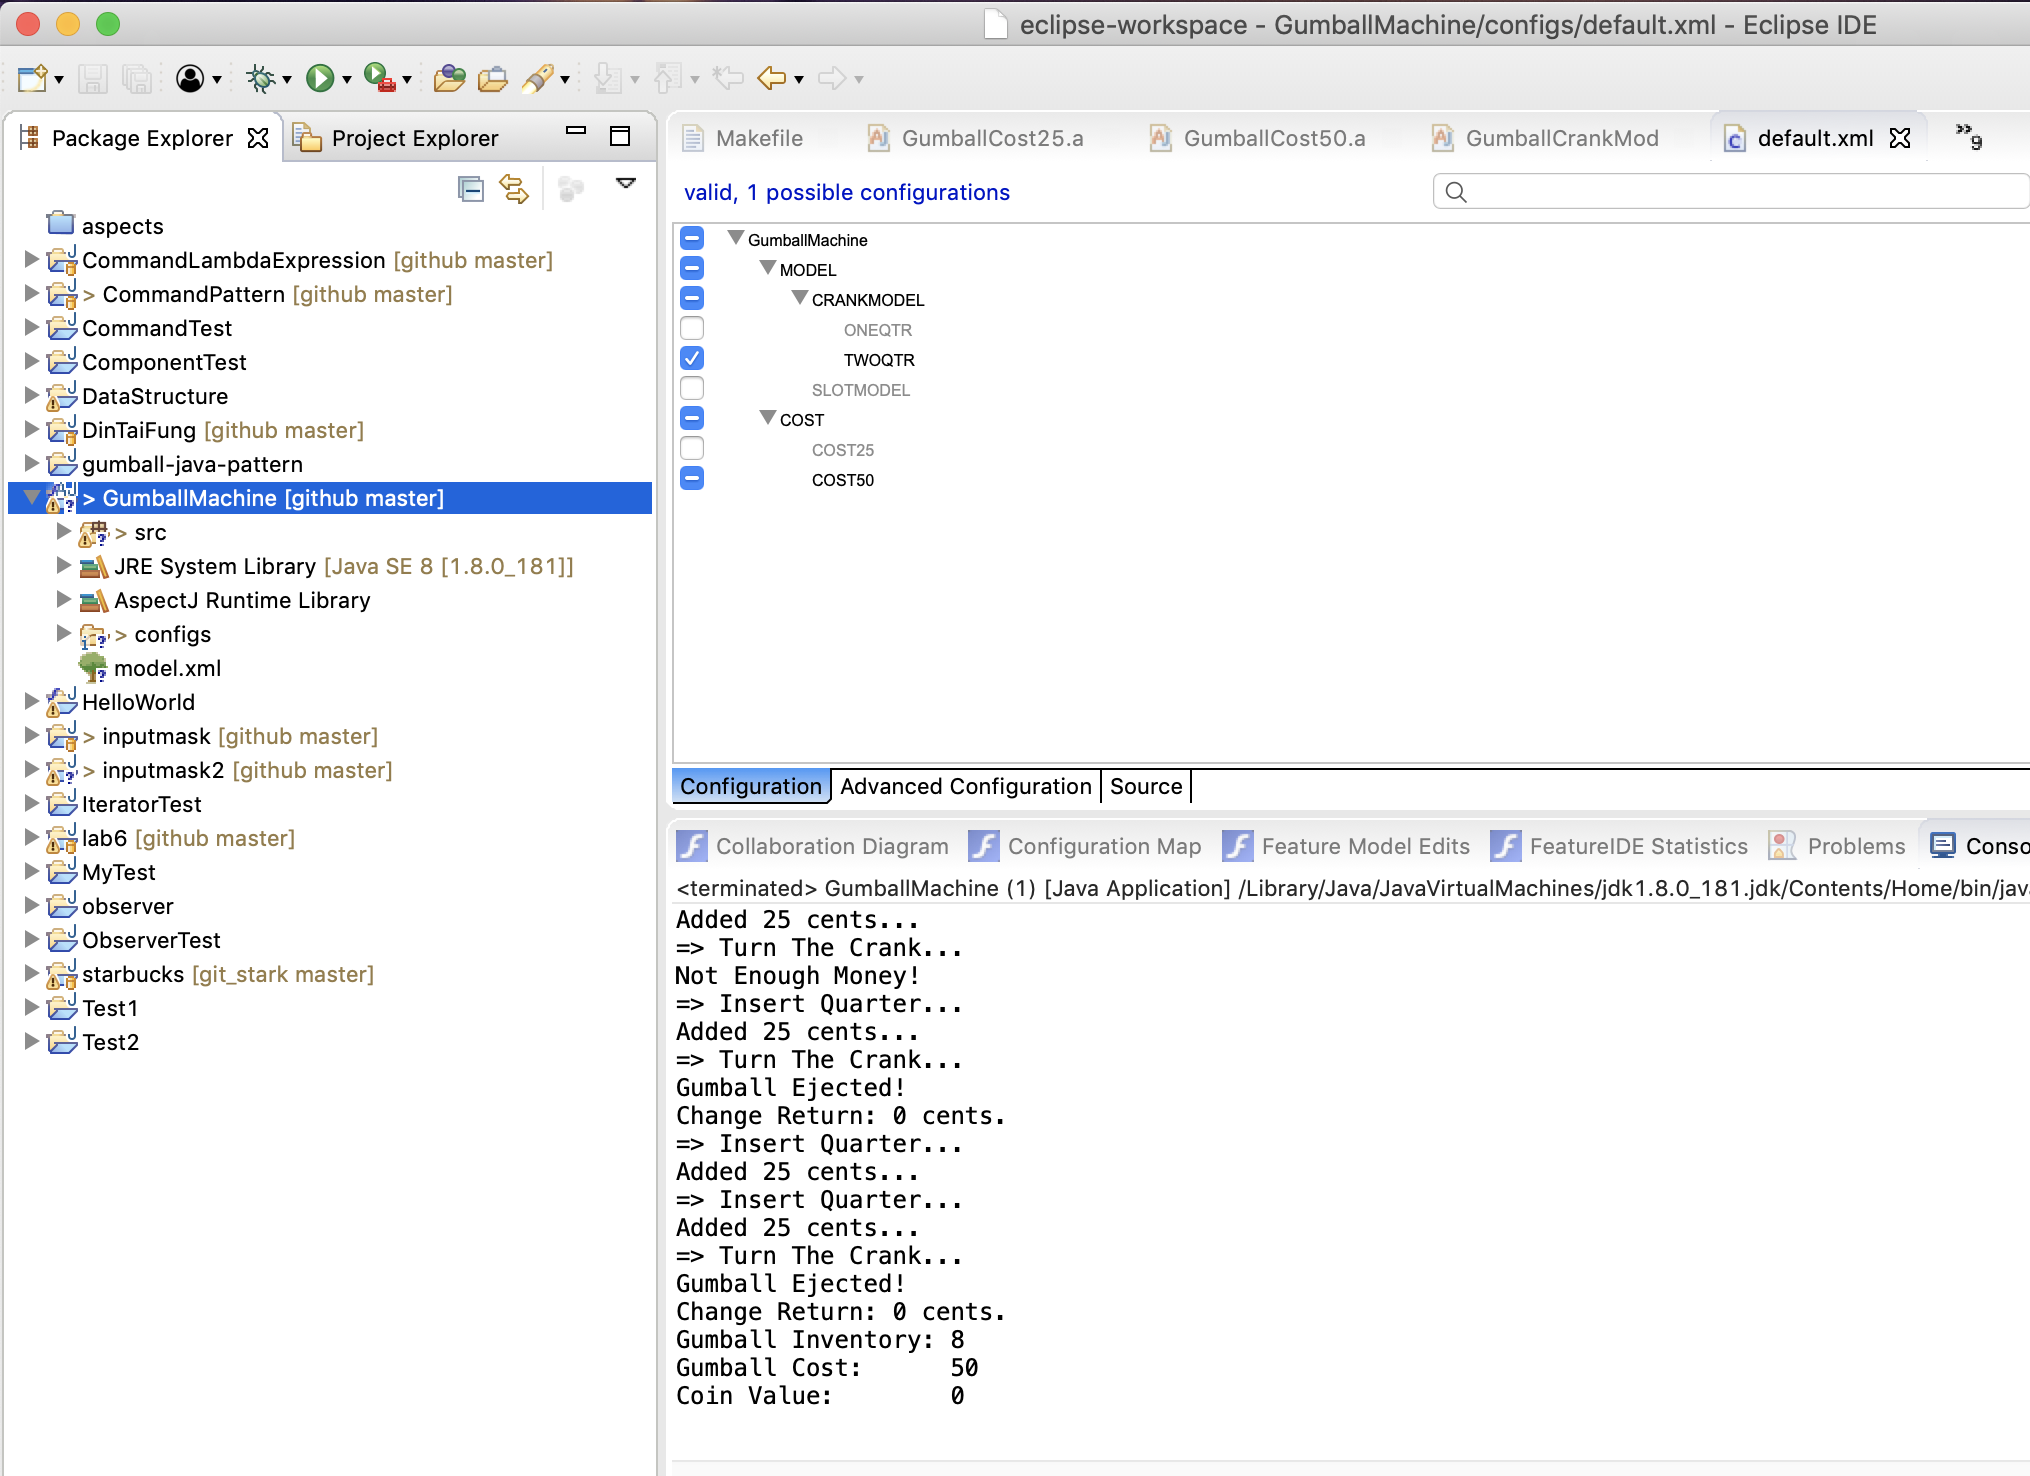 eclipse-workspace - GumballMachine/configs/default.xml - Eclipse IDE
Package Explorer
Project Explorer
aspects
CommandLambdaExpression [github master]
> CommandPattern [github master]
CommandTest
ComponentTest
DataStructure
DinTaiFung [github master]
gumball-java-pattern
> GumballMachine [github master]
> src
JRE System Library [Java SE 8 [1.8.0_181]]
AspectJ Runtime Library
> configs
model.xml
HelloWorld
> inputmask [github master]
> inputmask2 [github master]
IteratorTest
lab6 [github master]
MyTest
observer
ObserverTest
starbucks [git_stark master]
Test1
Test2
Makefile
GumballCost25.a
GumballCost50.a
GumballCrankMod
default.xml
»9
valid, 1 possible configurations
GumballMachine
MODEL
CRANKMODEL
ONEQTR
TWOQTR
SLOTMODEL
COST
COST25
COST50
Configuration
Advanced Configuration
Source
Collaboration Diagram
Configuration Map
Feature Model Edits
FeatureIDE Statistics
Problems
Conso
<terminated> GumballMachine (1) [Java Application] /Library/Java/JavaVirtualMachines/jdk1.8.0_181.jdk/Contents/Home/bin/java
Added 25 cents...
=> Turn The Crank...
Not Enough Money!
=> Insert Quarter...
Added 25 cents...
=> Turn The Crank...
Gumball Ejected!
Change Return: 0 cents.
=> Insert Quarter...
Added 25 cents...
=> Insert Quarter...
Added 25 cents...
=> Turn The Crank...
Gumball Ejected!
Change Return: 0 cents.
Gumball Inventory: 8
Gumball Cost: 50
Coin Value: 0